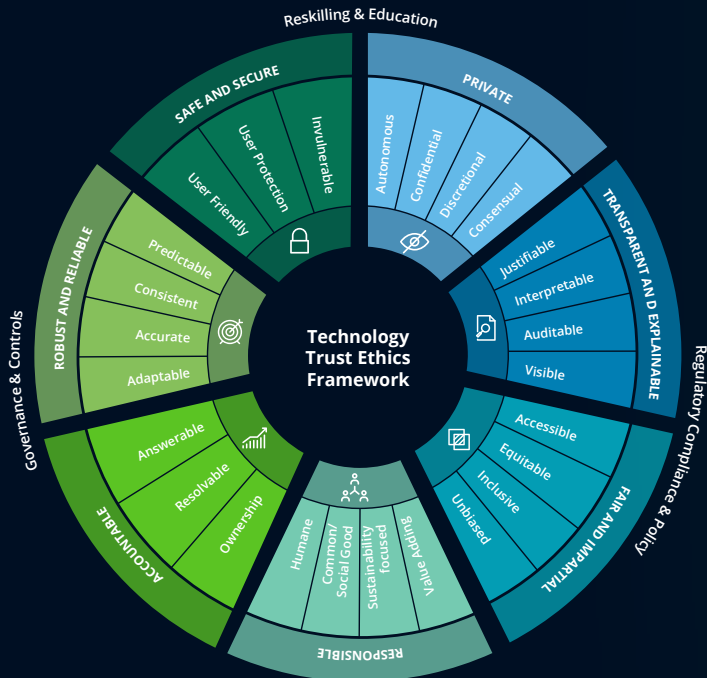 Reskilling & Education
PRIVATE
Autonomous
Confidential
Discretional
Consensual
TRANSPARENT AND EXPLAINABLE
Justifiable
Interpretable
Auditable
Visible
Regulatory Compliance & Policy
FAIR AND IMPARTIAL
Accessible
Equitable
Inclusive
Unbiased
RESPONSIBLE
Value Adding
Sustainability
focused
Common/
Social Good
Humane
ACCOUNTABLE
Ownership
Resolvable
Answerable
Governance & Controls
ROBUST AND RELIABLE
Adaptable
Accurate
Consistent
Predictable
SAFE AND SECURE
User Friendly
User Protection
Invulnerable
Technology
Trust Ethics
Framework